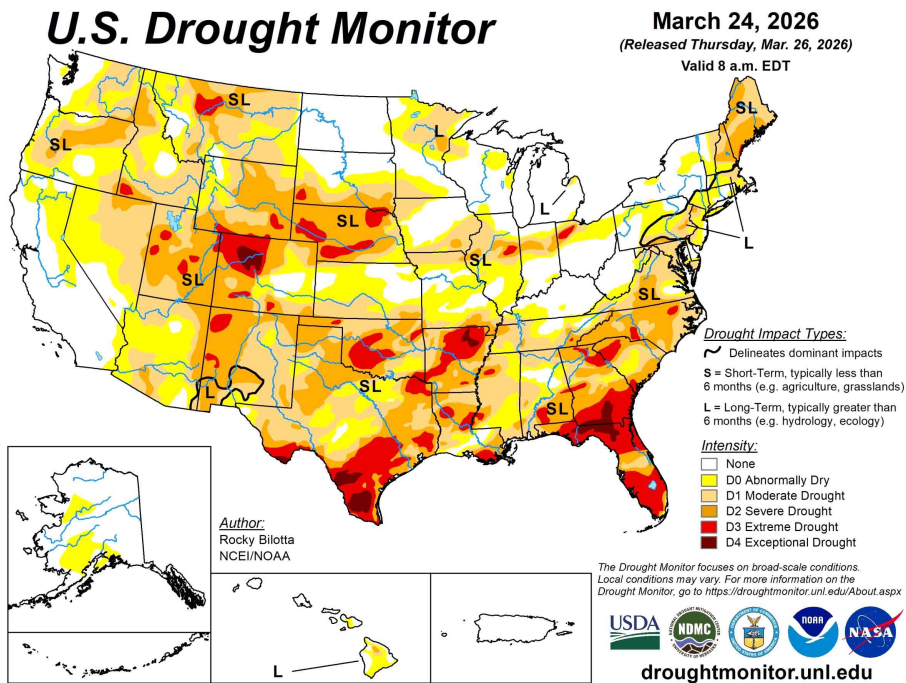 U.S. Drought Monitor
March 24, 2026
(Released Thursday, Mar. 26, 2026)
Valid 8 a.m. EDT
SL
SL
L
SL
L
SL
SL
SL
L
SL
L
SL
SL
L
Drought Impact Types:
Delineates dominant impacts
S = Short-Term, typically less than
6 months (e.g. agriculture, grasslands)
L = Long-Term, typically greater than
6 months (e.g. hydrology, ecology)
Intensity:
None
D0 Abnormally Dry
D1 Moderate Drought
D2 Severe Drought
D3 Extreme Drought
D4 Exceptional Drought
Author:
Rocky Bilotta
NCEI/NOAA
The Drought Monitor focuses on broad-scale conditions.
Local conditions may vary. For more information on the
Drought Monitor, go to https://droughtmonitor.unl.edu/About.aspx
USDA
NDMC
NOAA
NASA
droughtmonitor.unl.edu